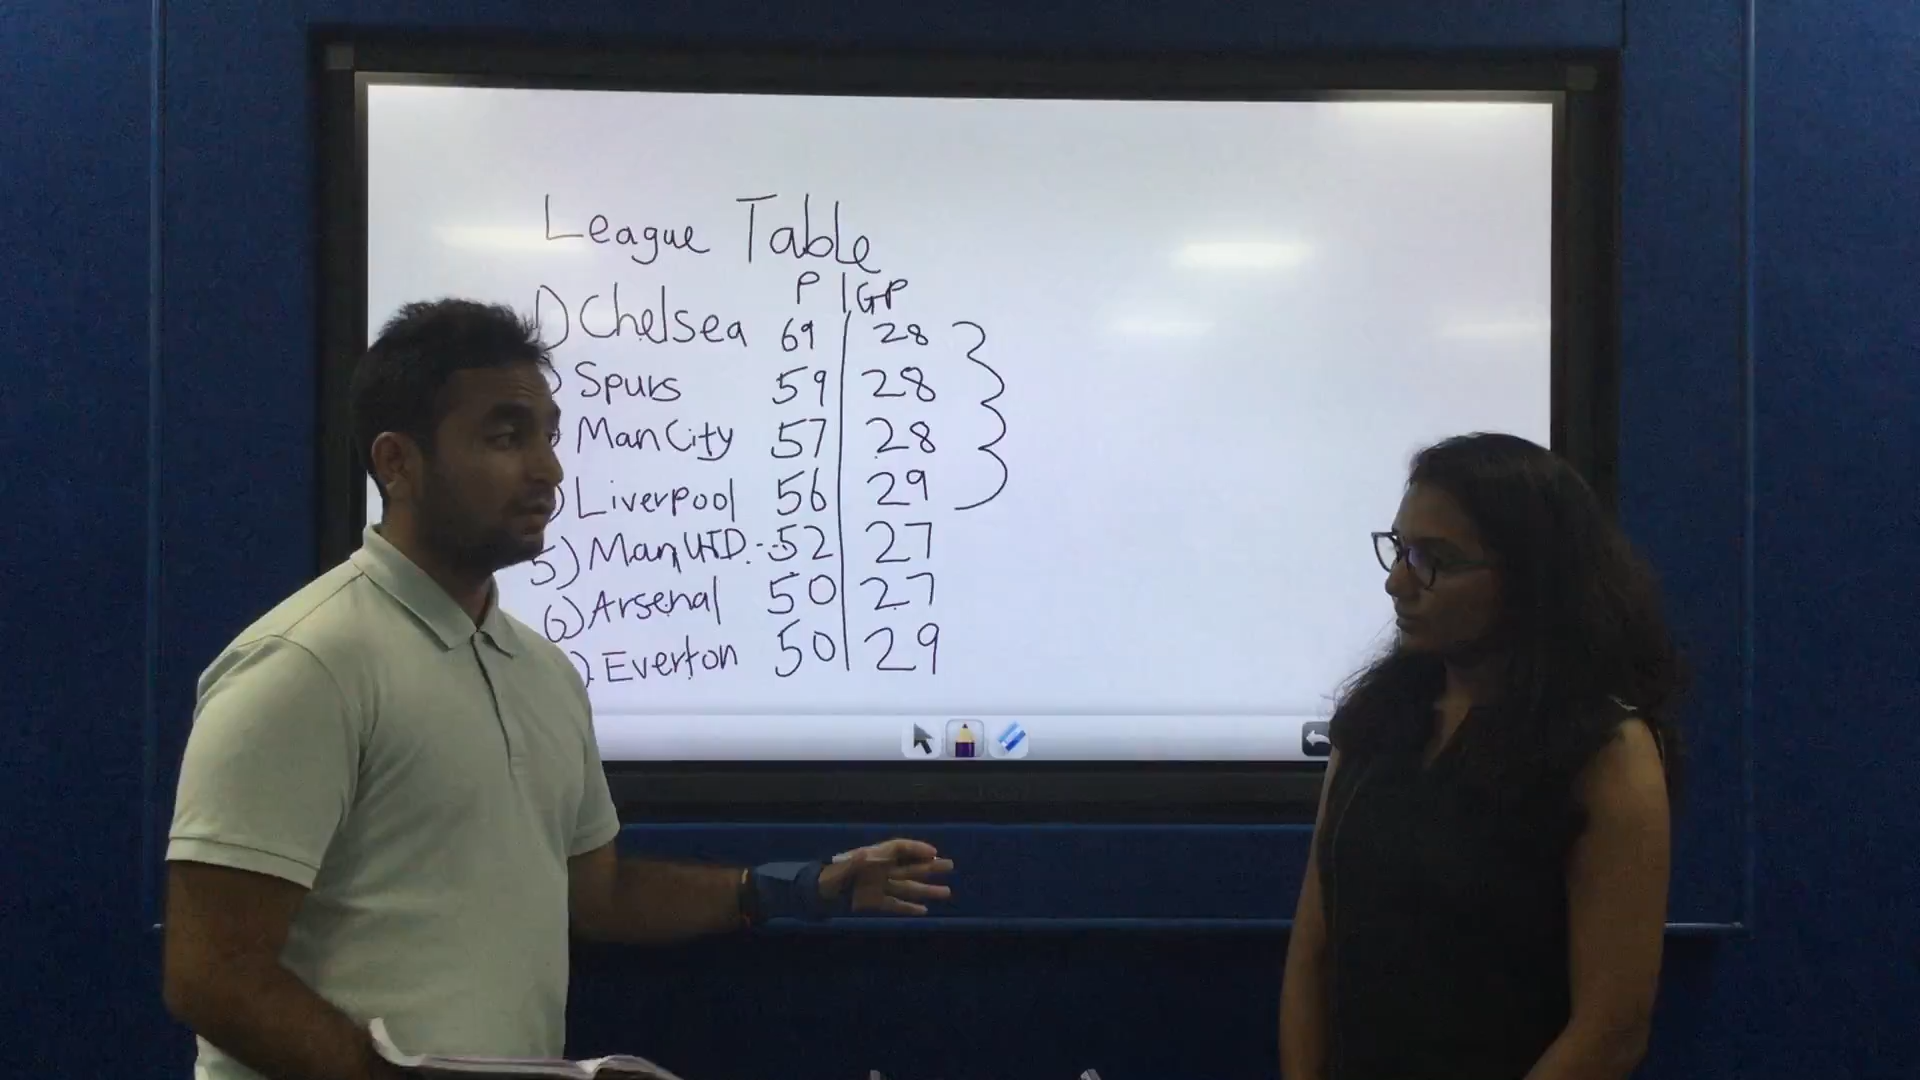 League Table
P | GP
1) Chelsea 69 28
) Spurs 59 28
) Man City 57 28
) Liverpool 56 29
5) Man UTD. -- 52 27
6) Arsenal 50 27
) Everton 50 29